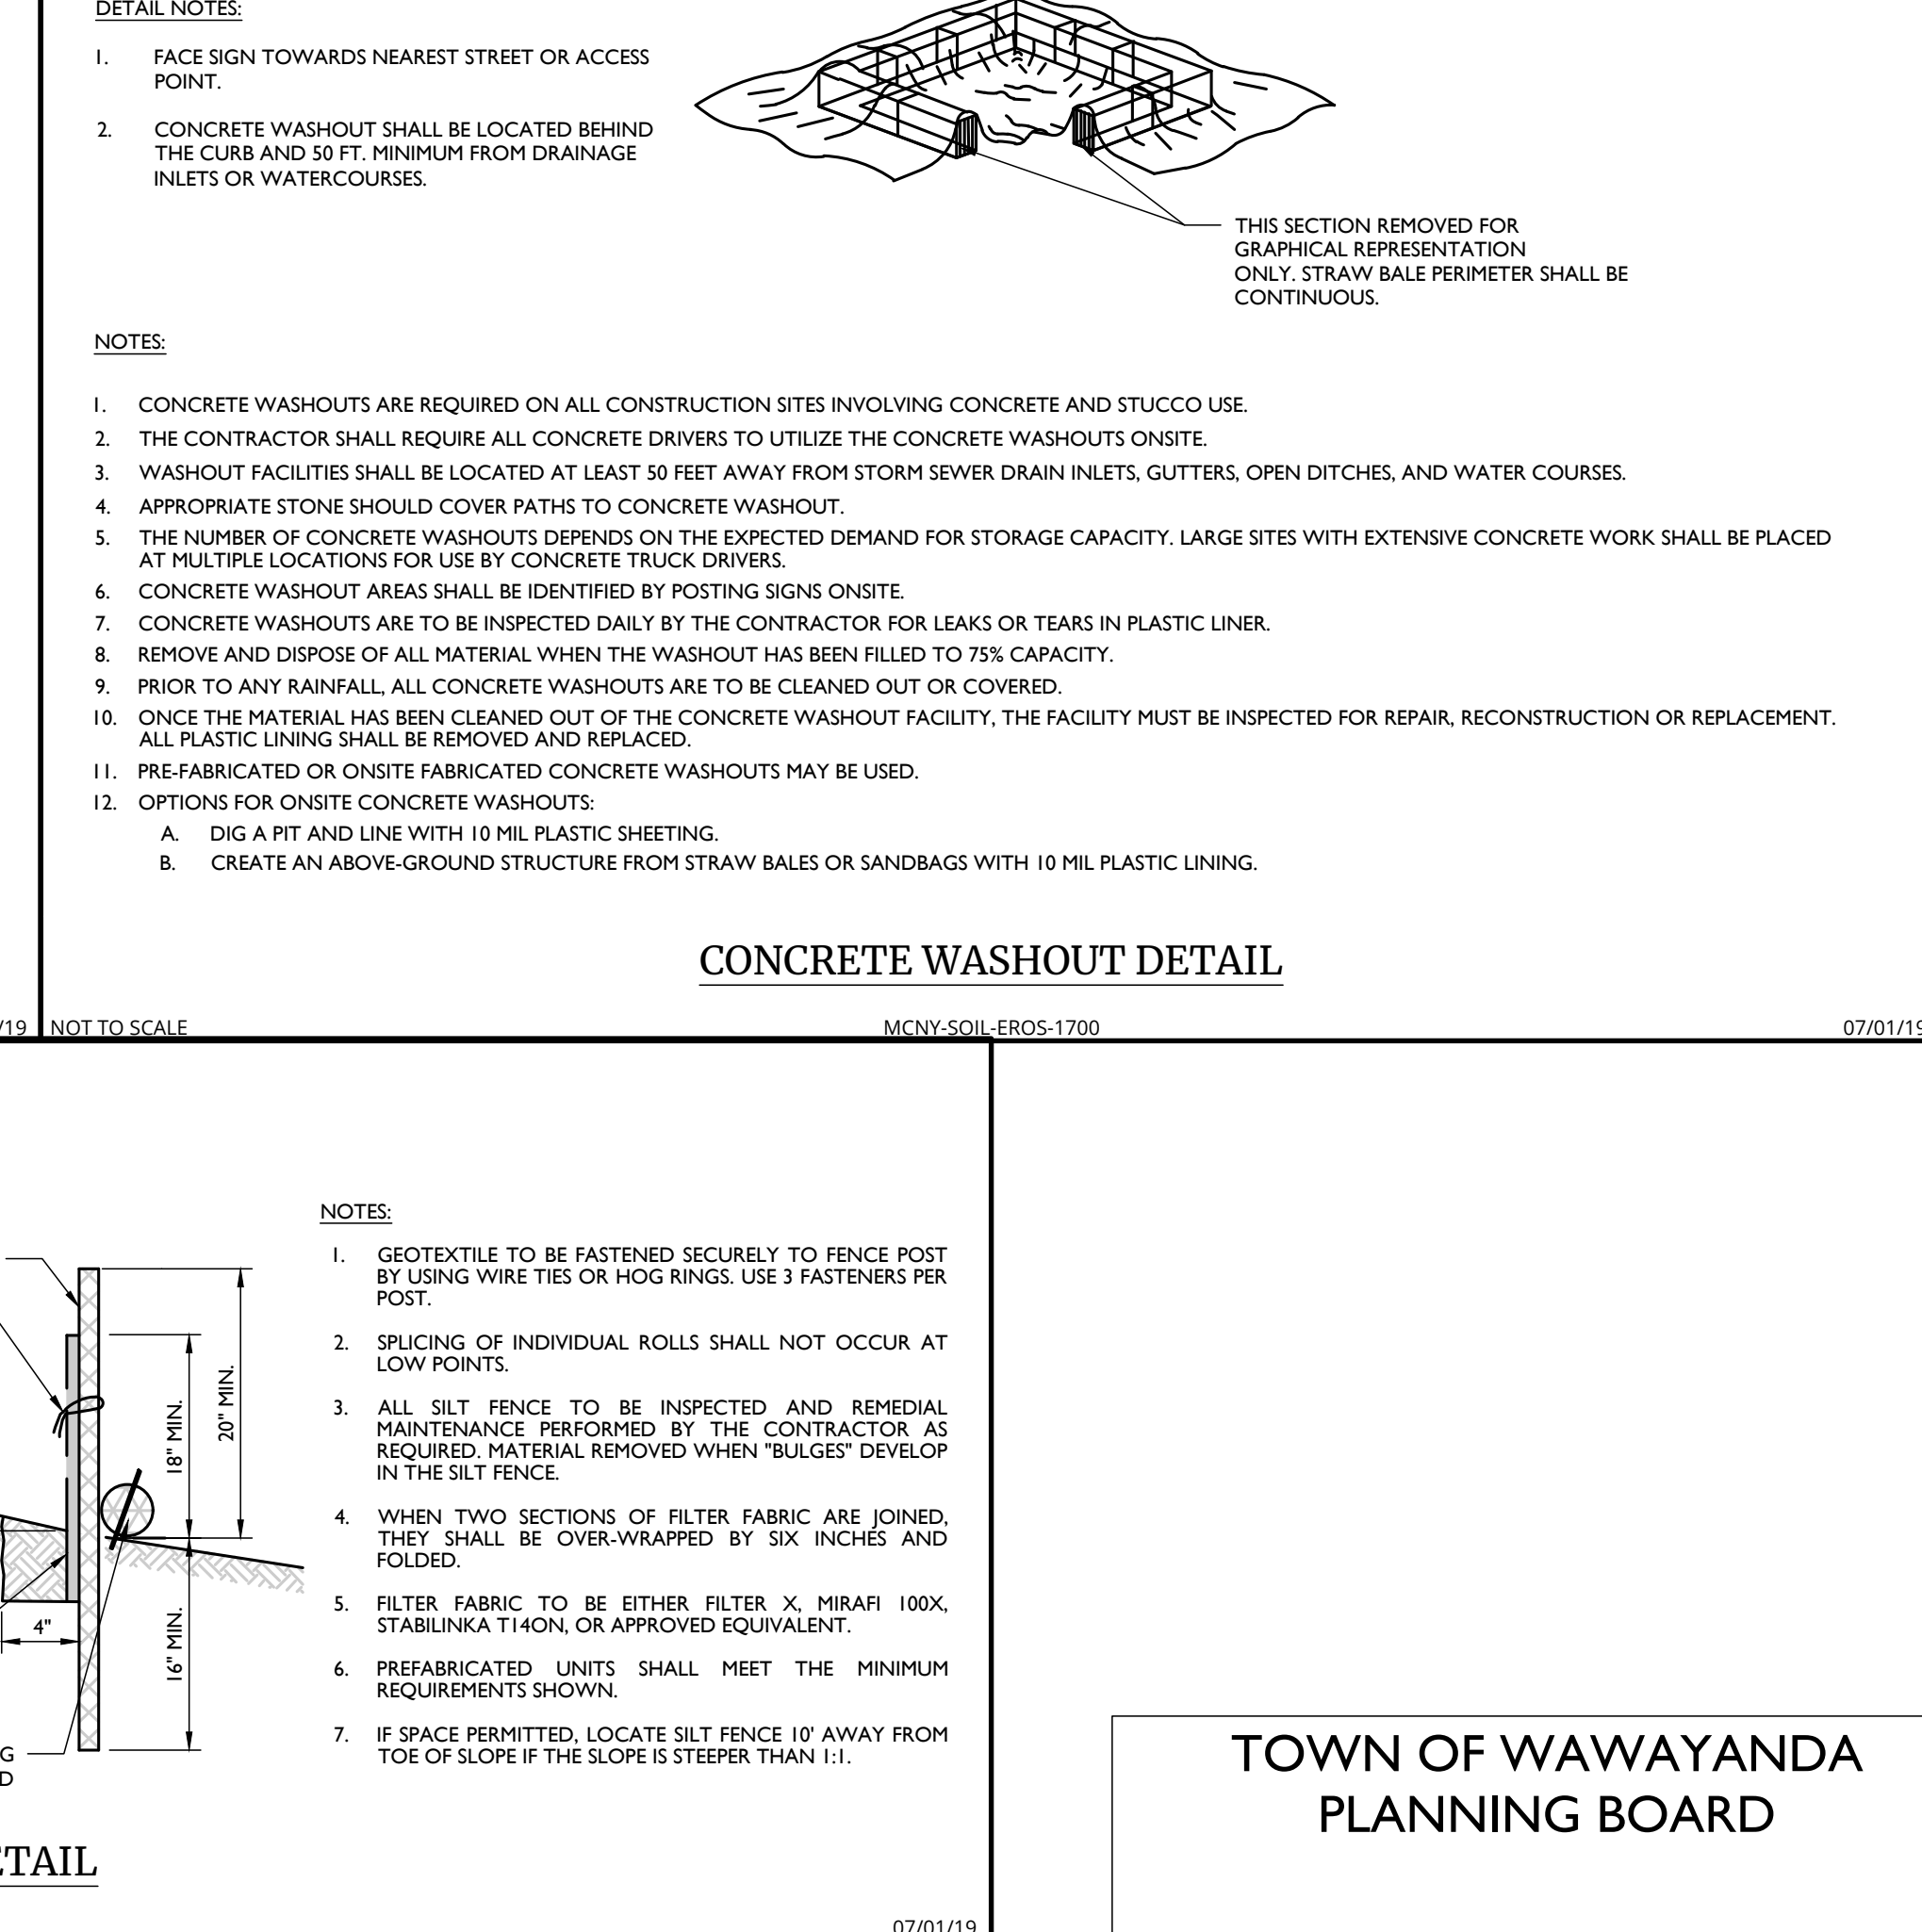 DETAIL NOTES:
1. FACE SIGN TOWARDS NEAREST STREET OR ACCESS
POINT.
2. CONCRETE WASHOUT SHALL BE LOCATED BEHIND
THE CURB AND 50 FT. MINIMUM FROM DRAINAGE
INLETS OR WATERCOURSES.
THIS SECTION REMOVED FOR
GRAPHICAL REPRESENTATION
ONLY. STRAW BALE PERIMETER SHALL BE
CONTINUOUS.
NOTES:
1. CONCRETE WASHOUTS ARE REQUIRED ON ALL CONSTRUCTION SITES INVOLVING CONCRETE AND STUCCO USE.
2. THE CONTRACTOR SHALL REQUIRE ALL CONCRETE DRIVERS TO UTILIZE THE CONCRETE WASHOUTS ONSITE.
3. WASHOUT FACILITIES SHALL BE LOCATED AT LEAST 50 FEET AWAY FROM STORM SEWER DRAIN INLETS, GUTTERS, OPEN DITCHES, AND WATER COURSES.
4. APPROPRIATE STONE SHOULD COVER PATHS TO CONCRETE WASHOUT.
5. THE NUMBER OF CONCRETE WASHOUTS DEPENDS ON THE EXPECTED DEMAND FOR STORAGE CAPACITY. LARGE SITES WITH EXTENSIVE CONCRETE WORK SHALL BE PLACED
AT MULTIPLE LOCATIONS FOR USE BY CONCRETE TRUCK DRIVERS.
6. CONCRETE WASHOUT AREAS SHALL BE IDENTIFIED BY POSTING SIGNS ONSITE.
7. CONCRETE WASHOUTS ARE TO BE INSPECTED DAILY BY THE CONTRACTOR FOR LEAKS OR TEARS IN PLASTIC LINER.
8. REMOVE AND DISPOSE OF ALL MATERIAL WHEN THE WASHOUT HAS BEEN FILLED TO 75% CAPACITY.
9. PRIOR TO ANY RAINFALL, ALL CONCRETE WASHOUTS ARE TO BE CLEANED OUT OR COVERED.
10. ONCE THE MATERIAL HAS BEEN CLEANED OUT OF THE CONCRETE WASHOUT FACILITY, THE FACILITY MUST BE INSPECTED FOR REPAIR, RECONSTRUCTION OR REPLACEMENT.
ALL PLASTIC LINING SHALL BE REMOVED AND REPLACED.
11. PRE-FABRICATED OR ONSITE FABRICATED CONCRETE WASHOUTS MAY BE USED.
12. OPTIONS FOR ONSITE CONCRETE WASHOUTS:
A. DIG A PIT AND LINE WITH 10 MIL PLASTIC SHEETING.
B. CREATE AN ABOVE-GROUND STRUCTURE FROM STRAW BALES OR SANDBAGS WITH 10 MIL PLASTIC LINING.
CONCRETE WASHOUT DETAIL
/19
NOT TO SCALE
MCNY-SOIL-EROS-1700
07/01/19
18" MIN.
20" MIN.
4"
16" MIN.
G
D
ETAIL
NOTES:
1. GEOTEXTILE TO BE FASTENED SECURELY TO FENCE POST
BY USING WIRE TIES OR HOG RINGS. USE 3 FASTENERS PER
POST.
2. SPLICING OF INDIVIDUAL ROLLS SHALL NOT OCCUR AT
LOW POINTS.
3. ALL SILT FENCE TO BE INSPECTED AND REMEDIAL
MAINTENANCE PERFORMED BY THE CONTRACTOR AS
REQUIRED. MATERIAL REMOVED WHEN "BULGES" DEVELOP
IN THE SILT FENCE.
4. WHEN TWO SECTIONS OF FILTER FABRIC ARE JOINED,
THEY SHALL BE OVER-WRAPPED BY SIX INCHES AND
FOLDED.
5. FILTER FABRIC TO BE EITHER FILTER X, MIRAFI 100X,
STABILINKA T14ON, OR APPROVED EQUIVALENT.
6. PREFABRICATED UNITS SHALL MEET THE MINIMUM
REQUIREMENTS SHOWN.
7. IF SPACE PERMITTED, LOCATE SILT FENCE 10' AWAY FROM
TOE OF SLOPE IF THE SLOPE IS STEEPER THAN 1:1.
07/01/19
TOWN OF WAWAYANDA
PLANNING BOARD